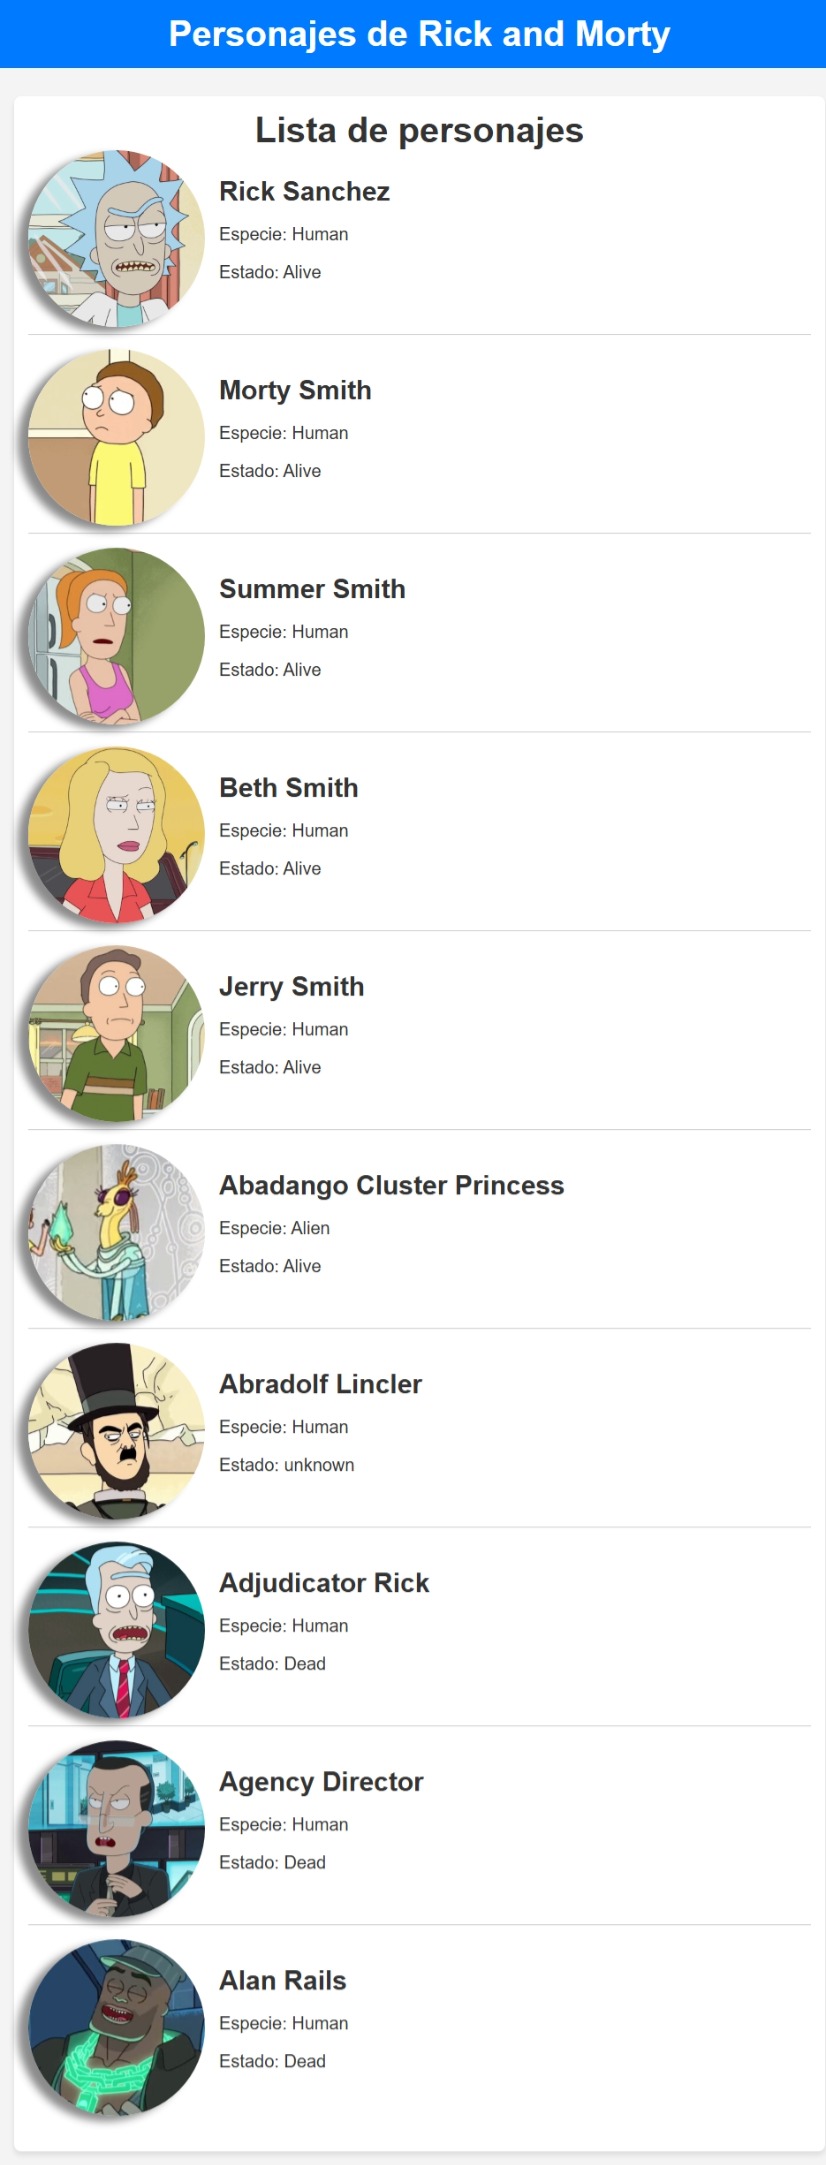 Personajes de Rick and Morty
Lista de personajes
Rick Sanchez
Especie: Human
Estado: Alive
Morty Smith
Especie: Human
Estado: Alive
Summer Smith
Especie: Human
Estado: Alive
Beth Smith
Especie: Human
Estado: Alive
Jerry Smith
Especie: Human
Estado: Alive
Abadango Cluster Princess
Especie: Alien
Estado: Alive
Abradolf Lincler
Especie: Human
Estado: unknown
Adjudicator Rick
Especie: Human
Estado: Dead
Agency Director
Especie: Human
Estado: Dead
Alan Rails
Especie: Human
Estado: Dead